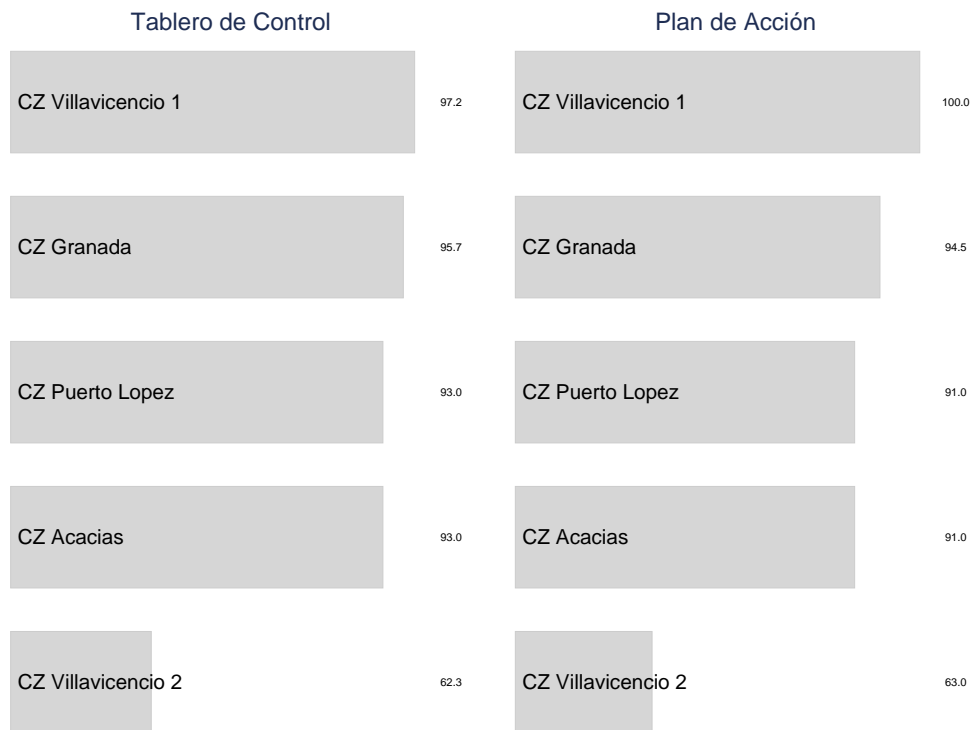 Tablero de Control
CZ Villavicencio 1 97.2
CZ Granada 95.7
CZ Puerto Lopez 93.0
CZ Acacias 93.0
CZ Villavicencio 2 62.3
Plan de Acción
CZ Villavicencio 1 100.0
CZ Granada 94.5
CZ Puerto Lopez 91.0
CZ Acacias 91.0
CZ Villavicencio 2 63.0